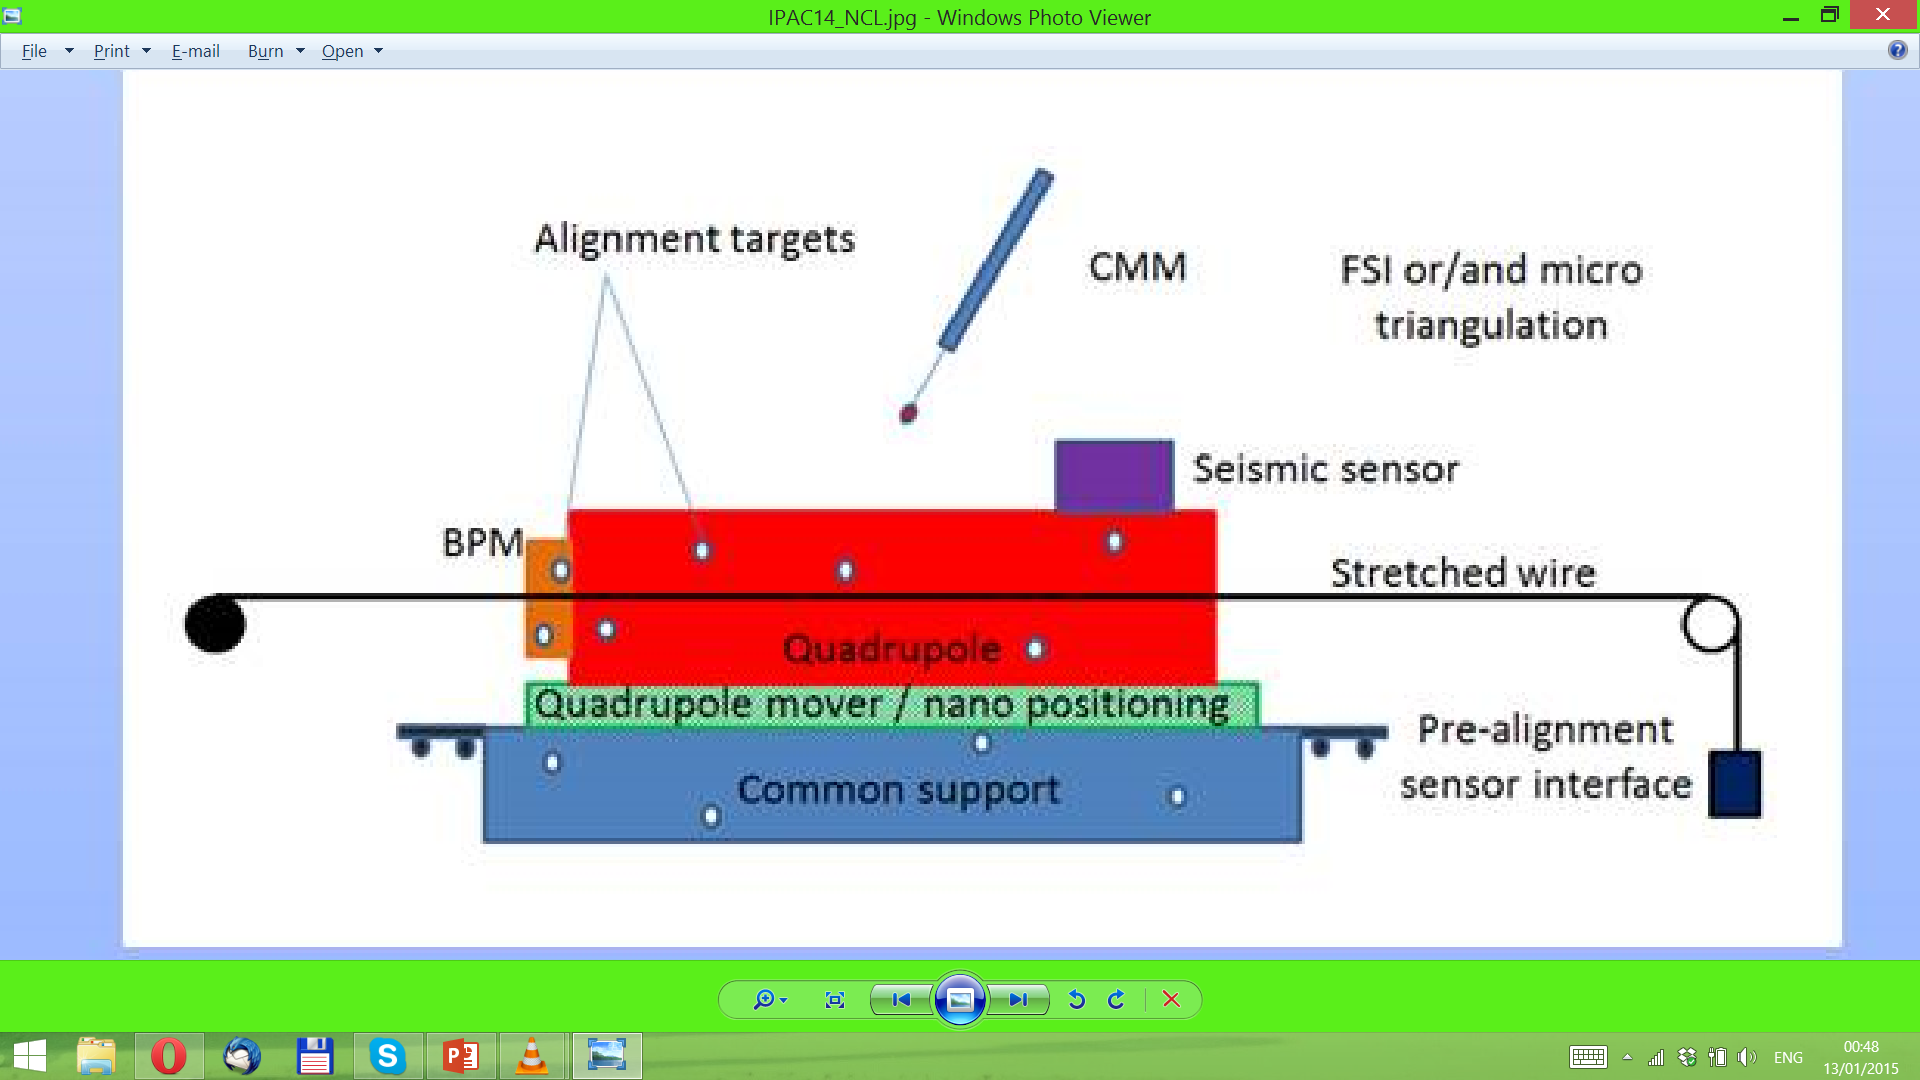 IPAC14_NCL.jpg - Windows Photo Viewer
File Print E-mail Burn Open
Alignment targets
CMM
FSI or/and micro
triangulation
Seismic sensor
BPM
Stretched wire
Quadrupole
Quadrupole mover / nano positioning
Pre-alignment
sensor interface
Common support
ENG
00:48
13/01/2015